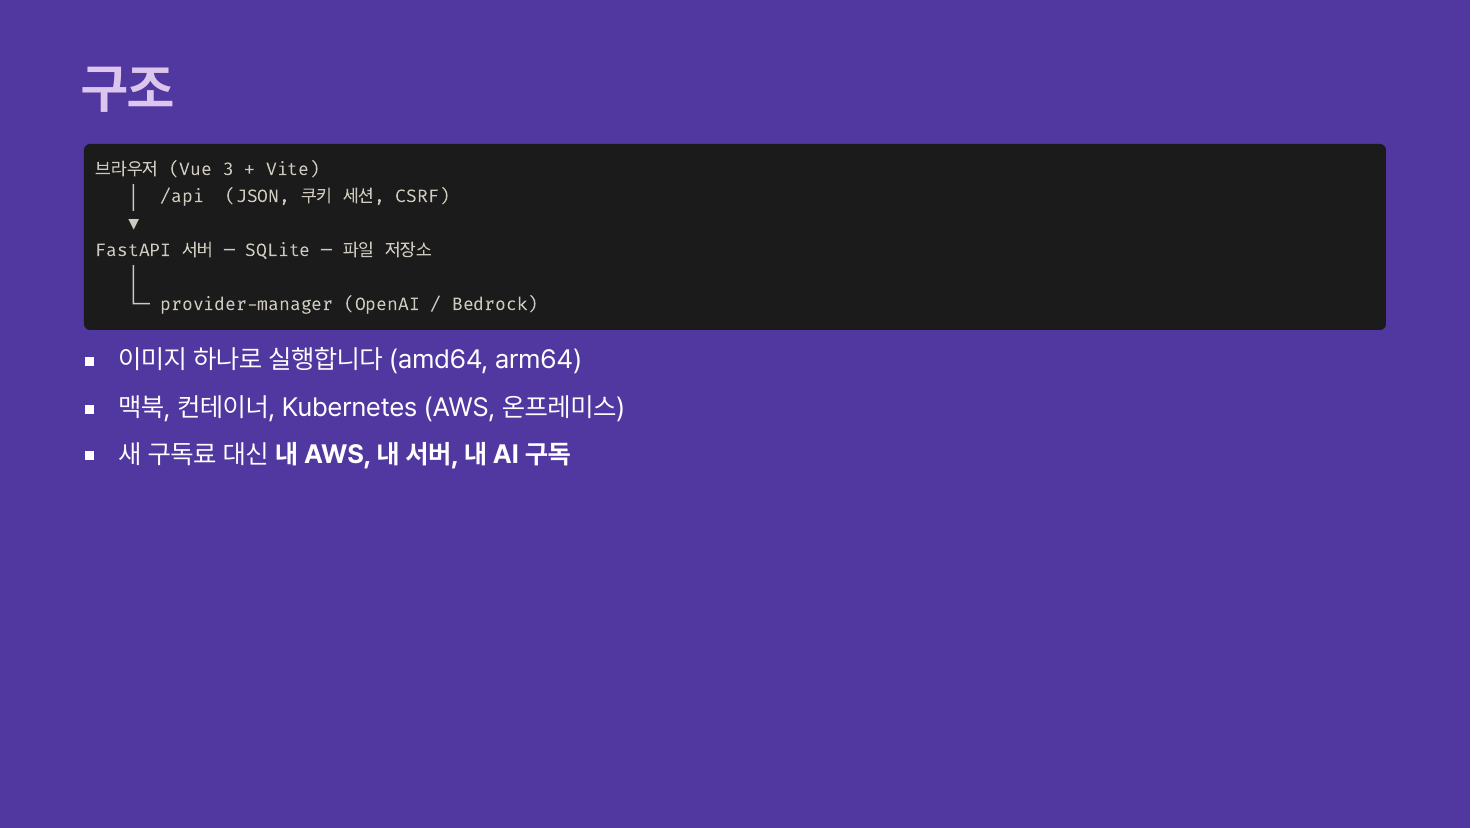 구조
브라우저 (Vue 3 + Vite)
│ /api (JSON, 쿠키 세션, CSRF)
▼
FastAPI 서버 — SQLite — 파일 저장소
│
└─ provider-manager (OpenAI / Bedrock)
▪ 이미지 하나로 실행합니다 (amd64, arm64)
▪ 맥북, 컨테이너, Kubernetes (AWS, 온프레미스)
▪ 새 구독료 대신 내 AWS, 내 서버, 내 AI 구독